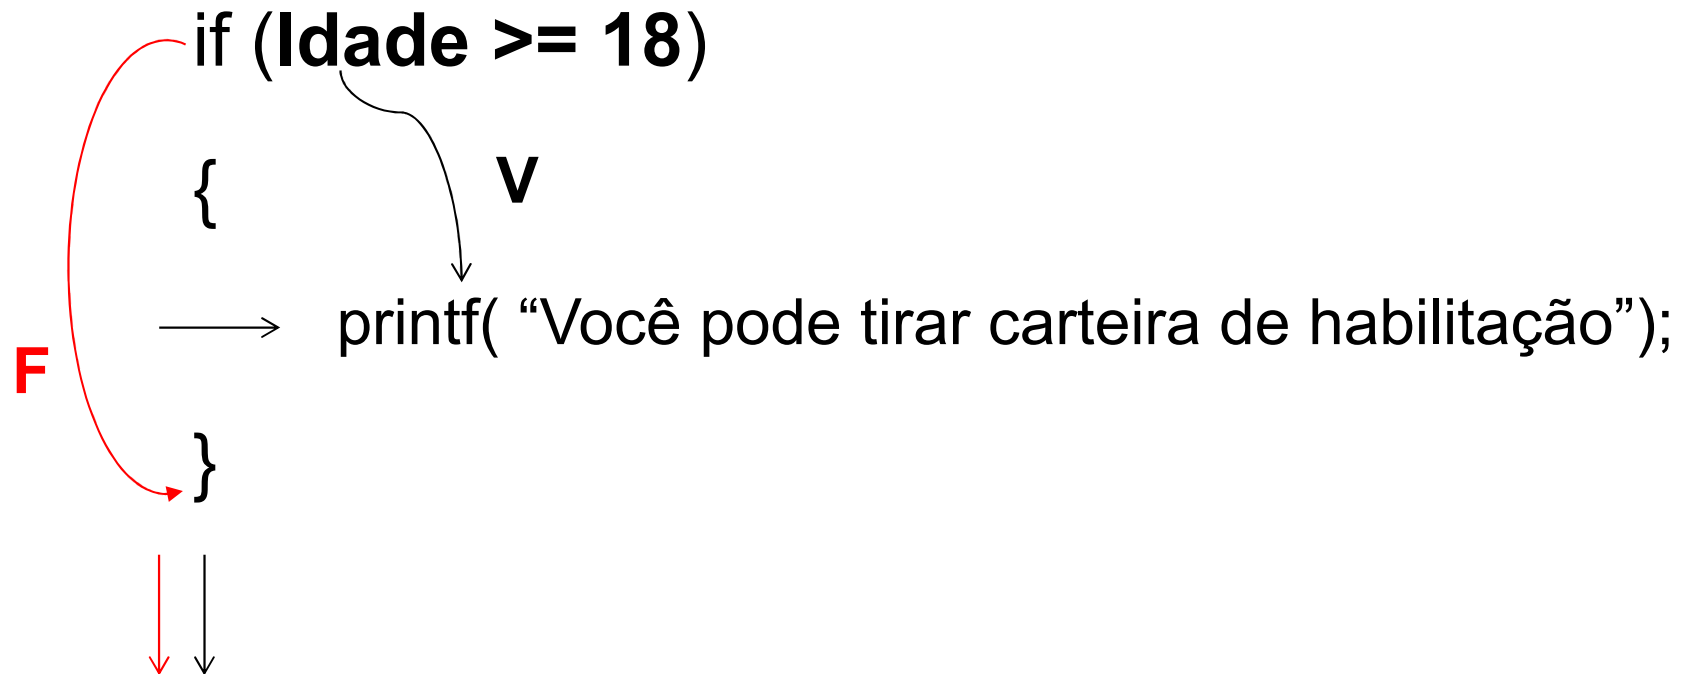 if (Idade >= 18)
{
V
printf( “Você pode tirar carteira de habilitação”);
F
}